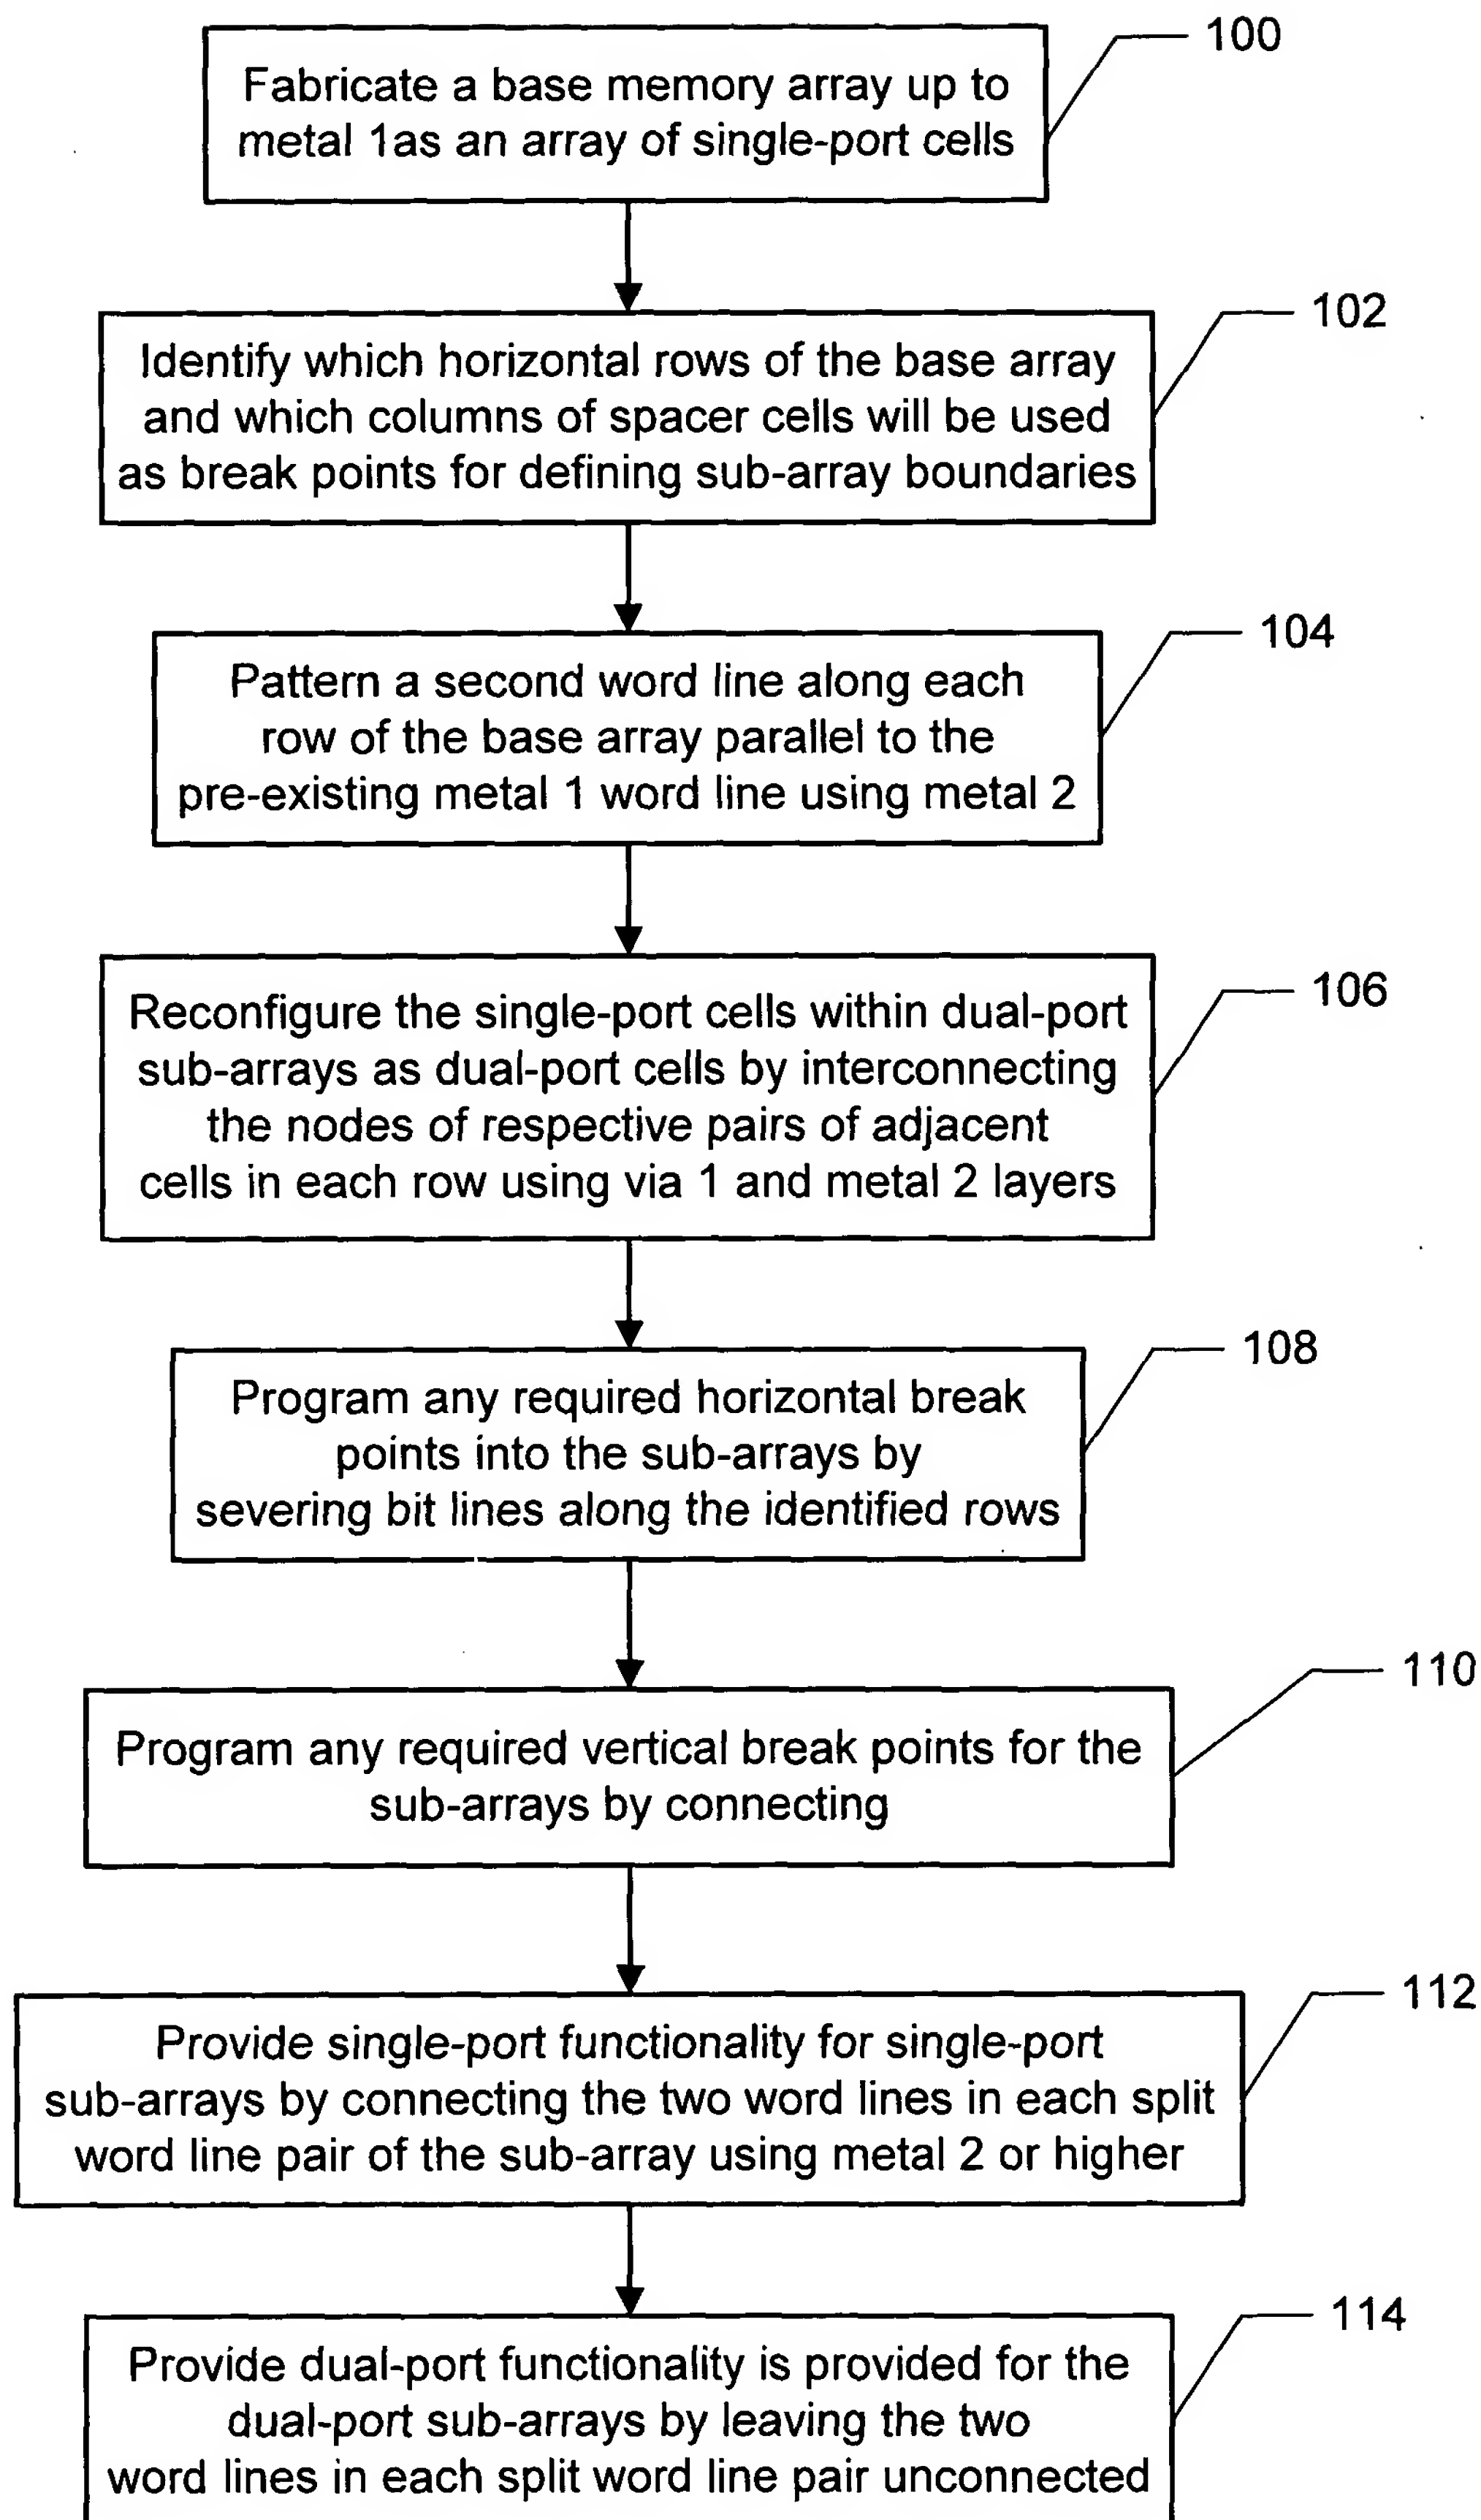 100
Fabricate a base memory array up to
metal 1as an array of single-port cells
102
Identify which horizontal rows of the base array
and which columns of spacer cells will be used
as break points for defining sub-array boundaries
104
Pattern a second word line along each
row of the base array parallel to the
pre-existing metal 1 word line using metal 2
106
Reconfigure the single-port cells within dual-port
sub-arrays as dual-port cells by interconnecting
the nodes of respective pairs of adjacent
cells in each row using via 1 and metal 2 layers
108
Program any required horizontal break
points into the sub-arrays by
severing bit lines along the identified rows
110
Program any required vertical break points for the
sub-arrays by connecting
112
Provide single-port functionality for single-port
sub-arrays by connecting the two word lines in each split
word line pair of the sub-array using metal 2 or higher
114
Provide dual-port functionality is provided for the
dual-port sub-arrays by leaving the two
word lines in each split word line pair unconnected